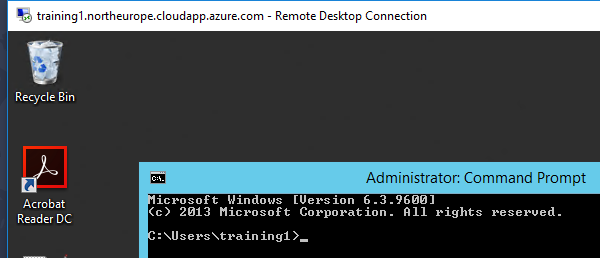 training1.northeurope.cloudapp.azure.com - Remote Desktop Connection
Recycle Bin
Acrobat
Reader DC
C:\.
Administrator: Command Prompt
Microsoft Windows [Version 6.3.9600]
(c) 2013 Microsoft Corporation. All rights reserved.
C:\Users\training1>_